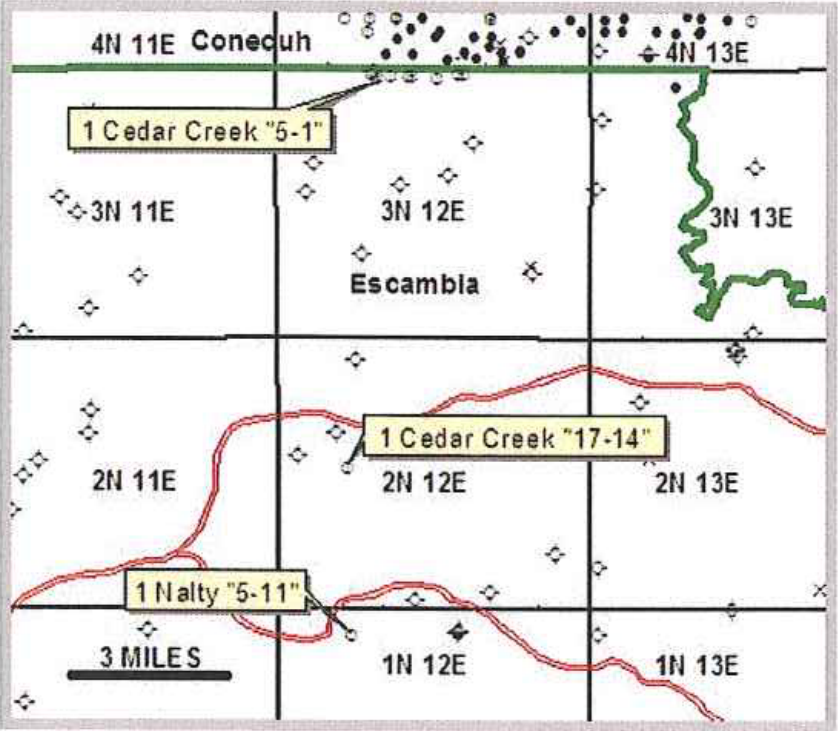 4N 11E
Conecuh
4N 13E
1 Cedar Creek "5-1"
3N 11E
3N 12E
3N 13E
Escambia
1 Cedar Creek "17-14"
2N 11E
2N 12E
2N 13E
1 Nalty "5-11"
3 MILES
1N 12E
1N 13E